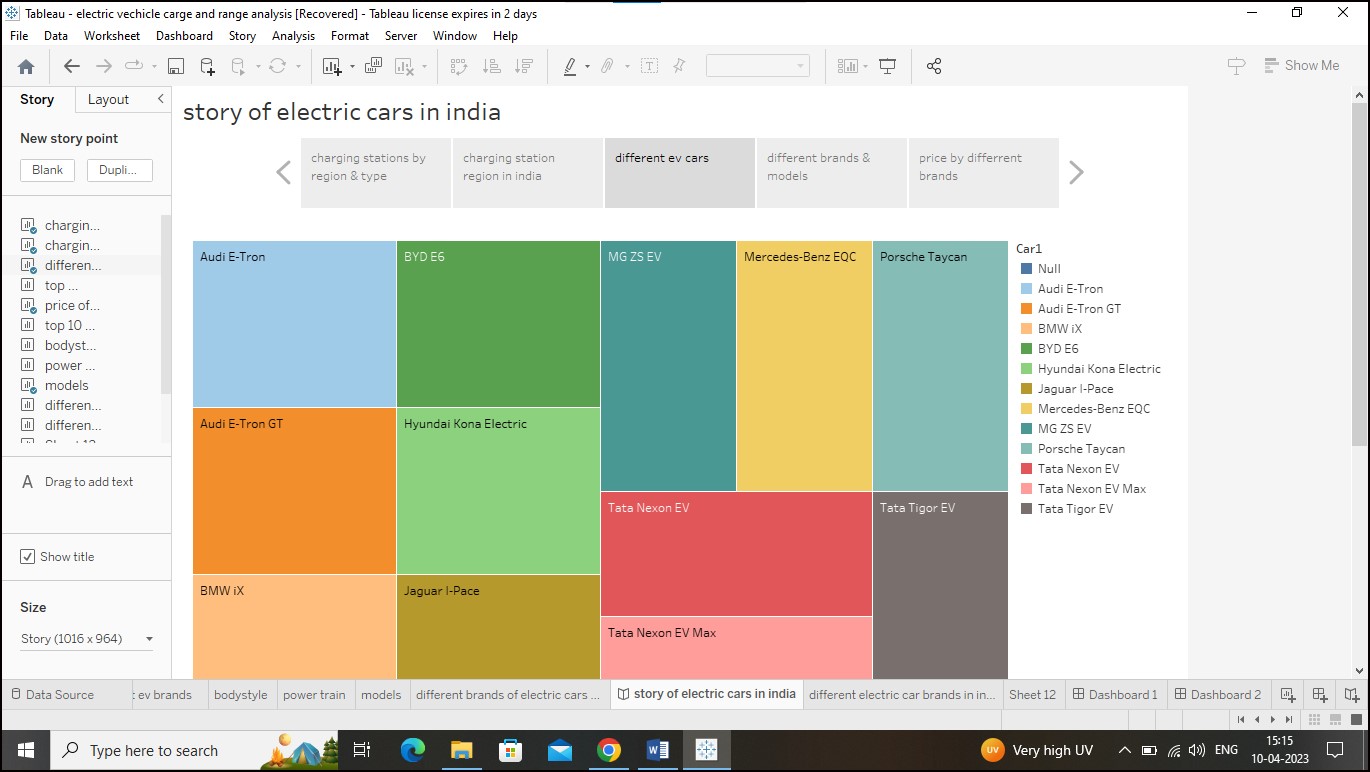 Tableau - electric vechicle carge and range analysis [Recovered] - Tableau license expires in 2 days
File Data Worksheet Dashboard Story Analysis Format Server Window Help
Show Me
Story Layout
New story point
Blank Dupli...
chargin...
chargin...
differen...
top ...
price of...
top 10 ...
bodyst...
power ...
models
differen...
differen...
A Drag to add text
Show title
Size
Story (1016 x 964)
story of electric cars in india
charging stations by
region & type
charging station
region in india
different ev cars
different brands &
models
price by differrent
brands
Audi E-Tron
BYD E6
MG ZS EV
Mercedes-Benz EQC
Porsche Taycan
Audi E-Tron GT
Hyundai Kona Electric
Tata Nexon EV
Tata Tigor EV
BMW iX
Jaguar I-Pace
Tata Nexon EV Max
Car1
Null
Audi E-Tron
Audi E-Tron GT
BMW iX
BYD E6
Hyundai Kona Electric
Jaguar I-Pace
Mercedes-Benz EQC
MG ZS EV
Porsche Taycan
Tata Nexon EV
Tata Nexon EV Max
Tata Tigor EV
Data Source ev brands bodystyle power train models different brands of electric cars ... story of electric cars in india different electric car brands in in... Sheet 12 Dashboard 1 Dashboard 2
Type here to search
UV Very high UV
ENG
15:15
10-04-2023